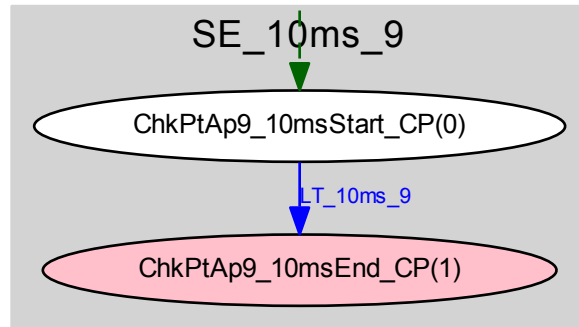 SE_10ms_9
ChkPtAp9_10msStart_CP(0)
LT_10ms_9
ChkPtAp9_10msEnd_CP(1)